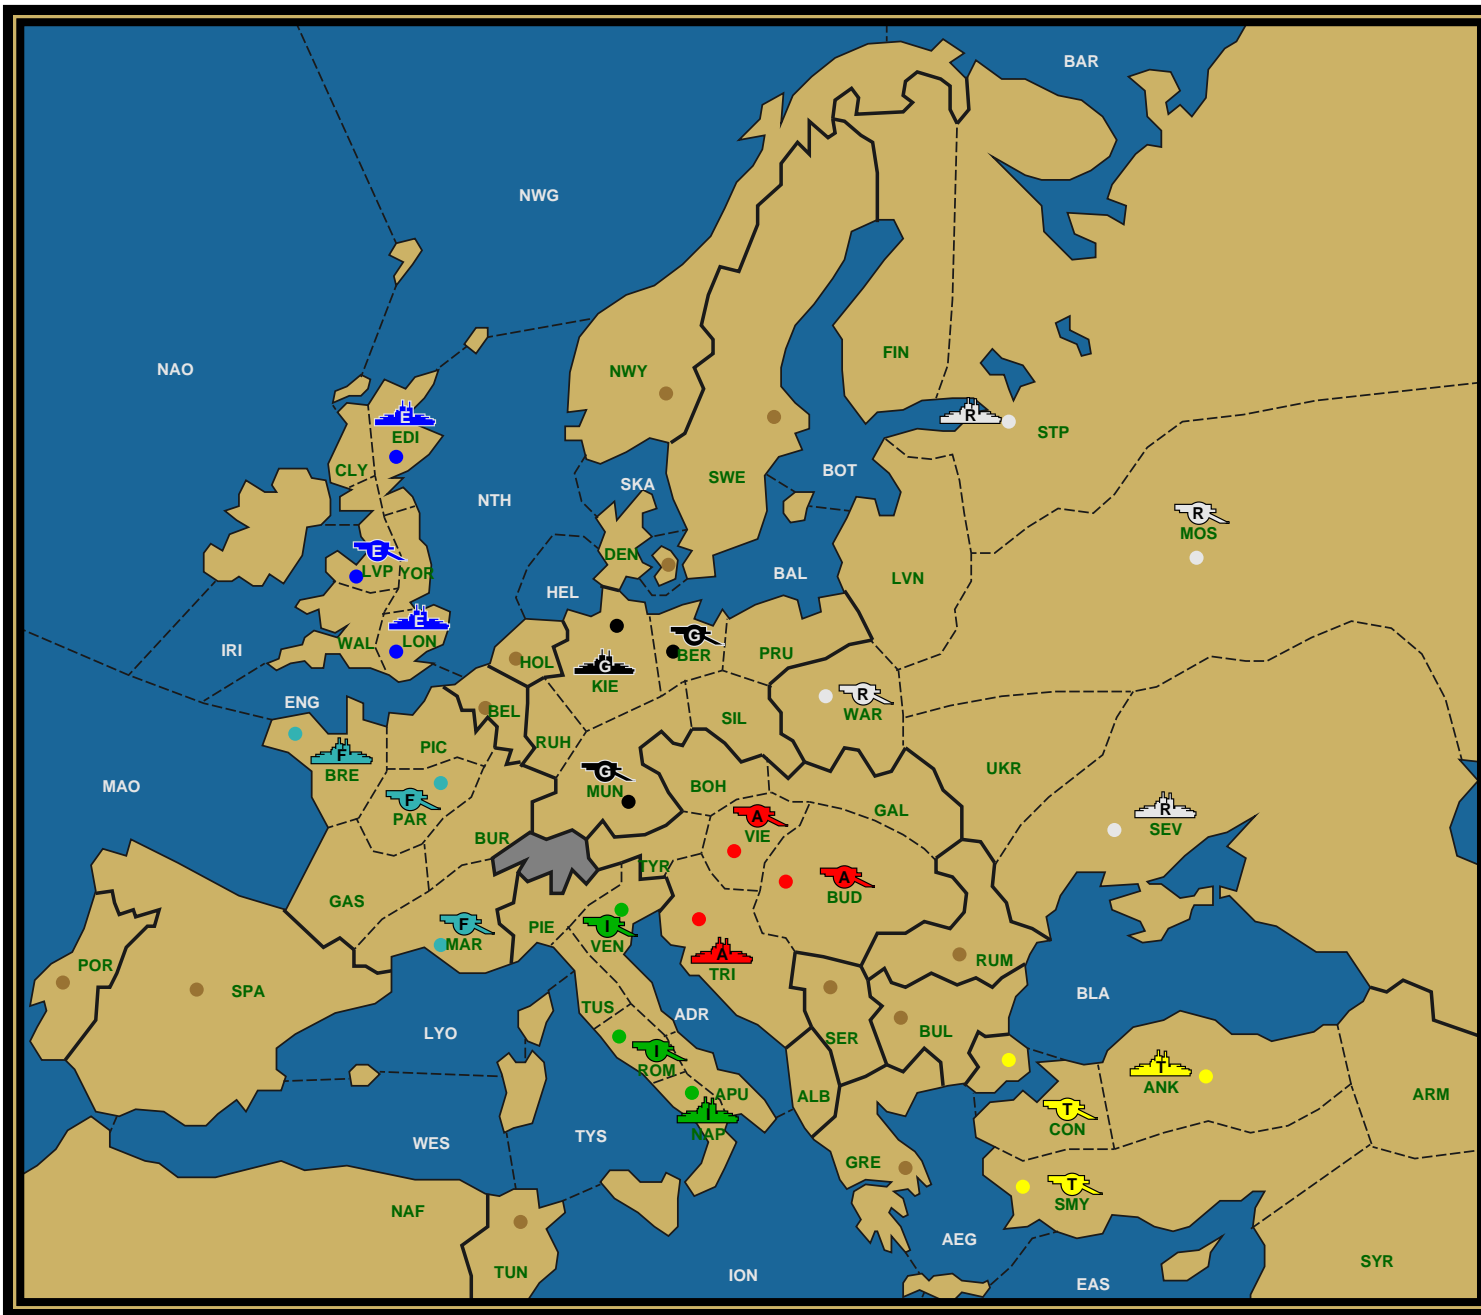 BAR
NWG
NAO
FIN
NWY
R
E
EDI
STP
CLY
SWE
BOT
SKA
NTH
R
MOS
E
LVP YOR
DEN
BAL
LVN
HEL
E
WAL LON
IRI
G
BER
PRU
HOL
G
KIE
R
WAR
ENG
BEL
SIL
F
BRE
PIC
RUH
UKR
G
MUN
BOH
MAO
F
PAR
A
VIE
GAL
R
SEV
BUR
TYR
A
BUD
GAS
F
MAR
PIE
I
VEN
A
TRI
RUM
POR
SPA
BLA
TUS
ADR
LYO
SER
BUL
I
ROM
T
ANK
APU
ALB
ARM
I
NAP
T
CON
WES
TYS
GRE
T
SMY
NAF
AEG
SYR
TUN
ION
EAS